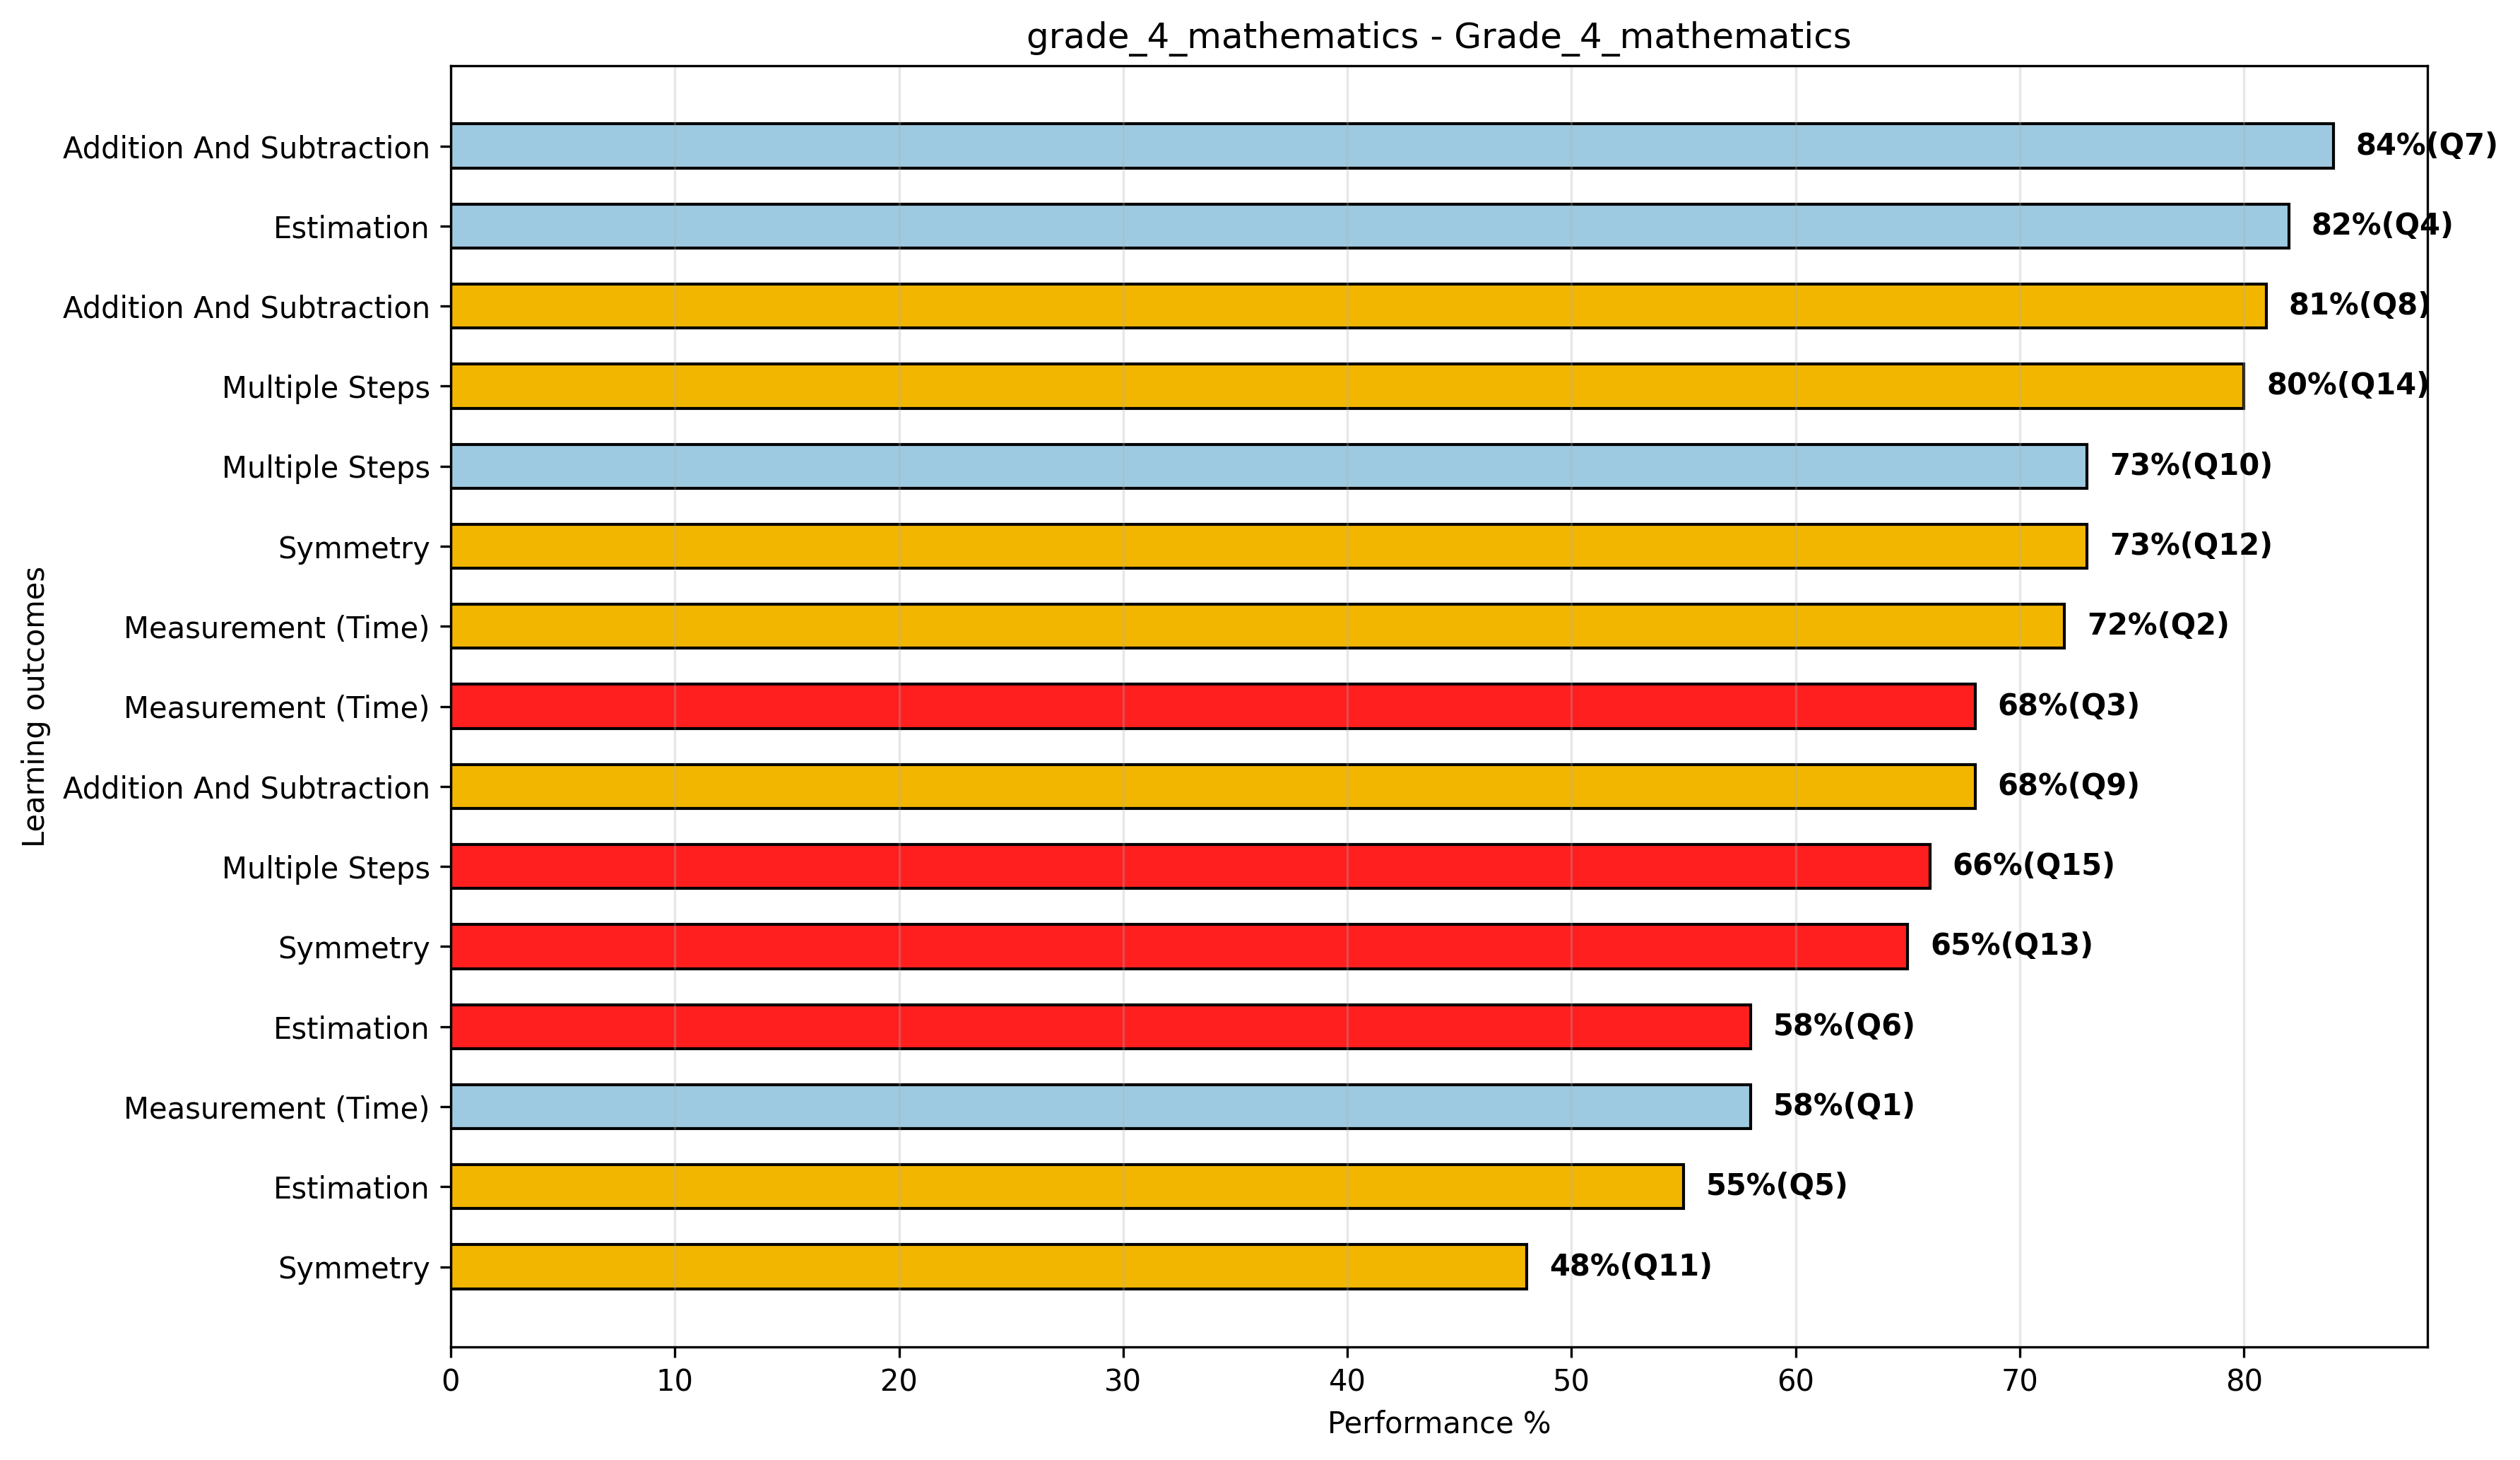 grade_4_mathematics - Grade_4_mathematics
Addition And Subtraction 84%(Q7)
Estimation 82%(Q4)
Addition And Subtraction 81%(Q8)
Multiple Steps 80%(Q14)
Multiple Steps 73%(Q10)
Symmetry 73%(Q12)
Measurement (Time) 72%(Q2)
Measurement (Time) 68%(Q3)
Addition And Subtraction 68%(Q9)
Multiple Steps 66%(Q15)
Symmetry 65%(Q13)
Estimation 58%(Q6)
Measurement (Time) 58%(Q1)
Estimation 55%(Q5)
Symmetry 48%(Q11)
Learning outcomes
0 10 20 30 40 50 60 70 80
Performance %